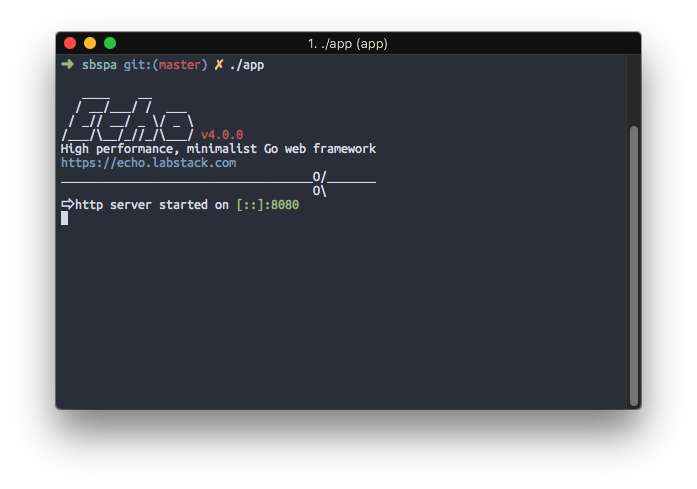 1. ./app (app)
➜ sbspa git:(master) ✗ ./app
   ____    __
  / __/___/ /  ___
 / _// __/ _ \/ _ \
/___/\__/_//_/\___/ v4.0.0
High performance, minimalist Go web framework
https://echo.labstack.com
____________________________________O/_______
                                    O\
⇨http server started on [::]:8080